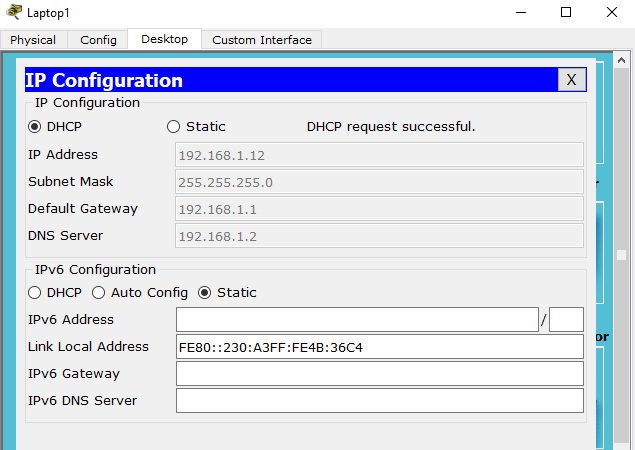 Laptop1
Physical Config Desktop Custom Interface
IP Configuration X
IP Configuration
DHCP Static DHCP request successful.
IP Address 192.168.1.12
Subnet Mask 255.255.255.0
Default Gateway 192.168.1.1
DNS Server 192.168.1.2
IPv6 Configuration
DHCP Auto Config Static
IPv6 Address /
Link Local Address FE80::230:A3FF:FE4B:36C4
IPv6 Gateway
IPv6 DNS Server